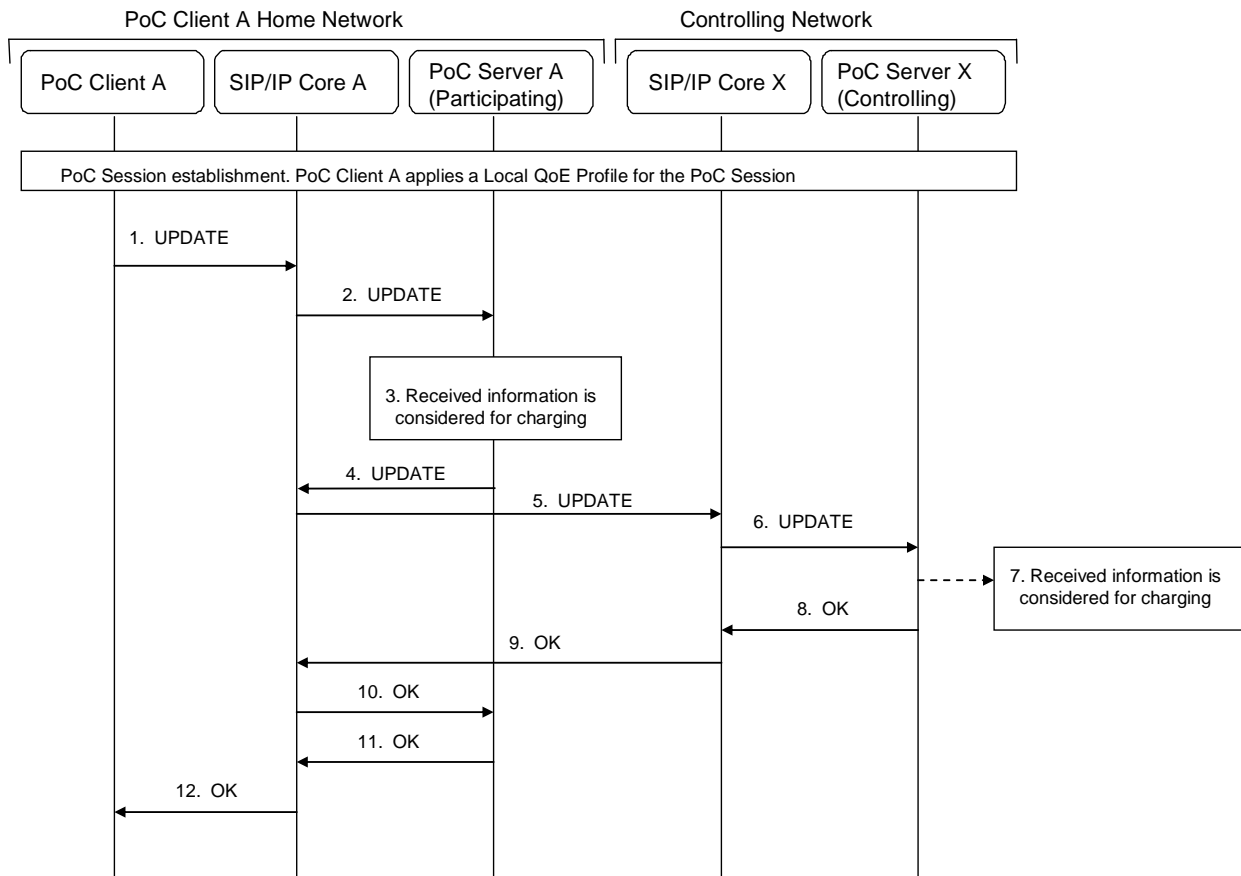 PoC Client A Home Network
Controlling Network
PoC Client A
SIP/IP Core A
PoC Server A
(Participating)
SIP/IP Core X
PoC Server X
(Controlling)
PoC Session establishment. PoC Client A applies a Local QoE Profile for the PoC Session
1. UPDATE
2. UPDATE
3. Received information is
considered for charging
4. UPDATE
5. UPDATE
6. UPDATE
7. Received information is
considered for charging
8. OK
9. OK
10. OK
11. OK
12. OK